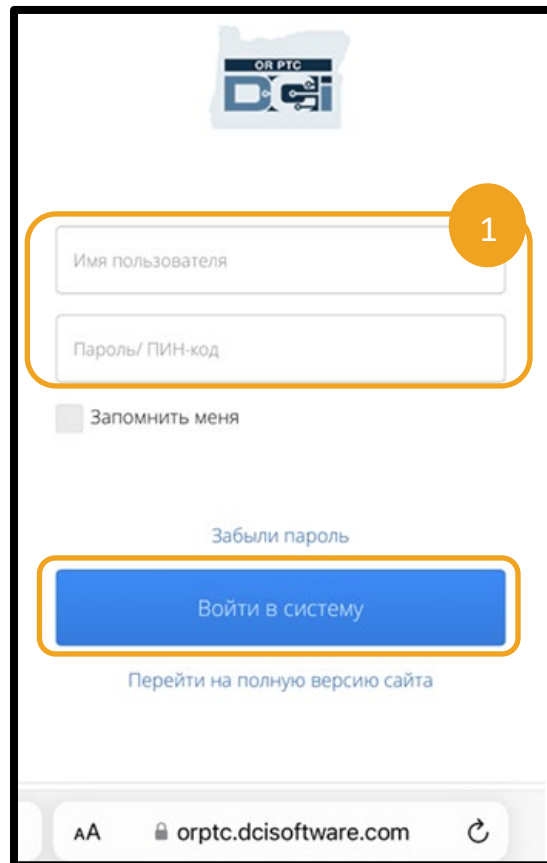 OR PTC
DCi
1
Имя пользователя
Пароль/ ПИН-код
Запомнить меня
Забыли пароль
Войти в систему
Перейти на полную версию сайта
AA orptc.dcisoftware.com